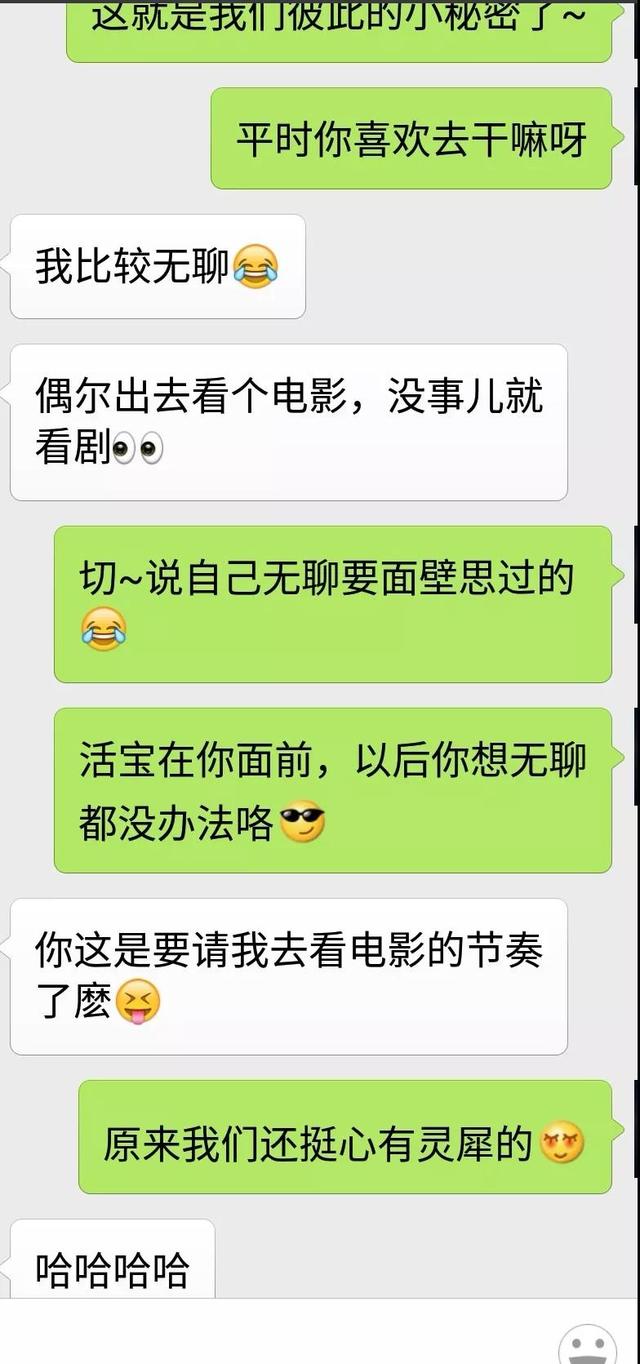 这就是我们彼此的小秘密了~
平时你喜欢去干嘛呀
我比较无聊😂
偶尔出去看个电影，没事儿就
看剧👀
切~说自己无聊要面壁思过的
😂
活宝在你面前，以后你想无聊
都没办法咯😎
你这是要请我去看电影的节奏
了麽😝
原来我们还挺心有灵犀的
哈哈哈哈